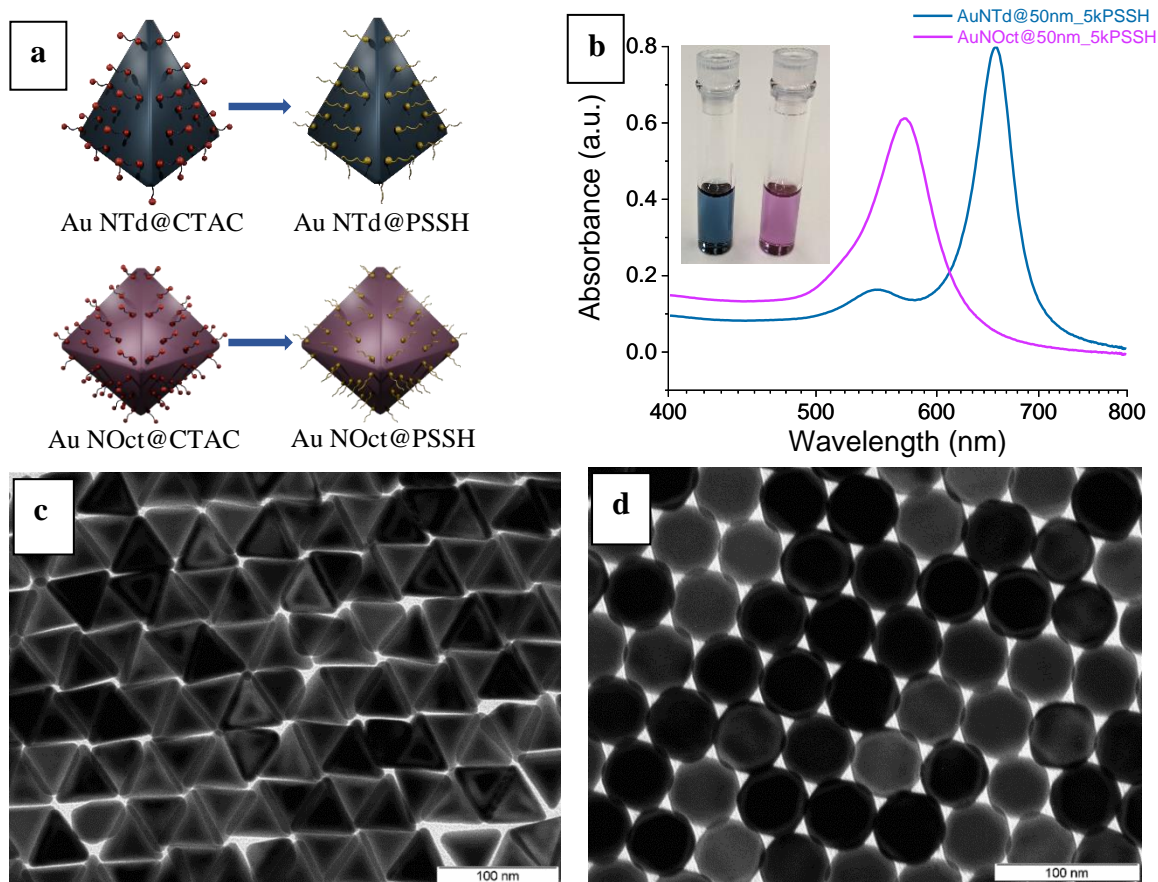 a
Au NTd@CTAC
Au NTd@PSSH
Au NOct@CTAC
Au NOct@PSSH
b
AuNTd@50nm_5kPSSH
AuNOct@50nm_5kPSSH
Absorbance (a.u.)
0.8
0.6
0.4
0.2
0.0
400
500
600
700
800
Wavelength (nm)
c
100 nm
d
100 nm